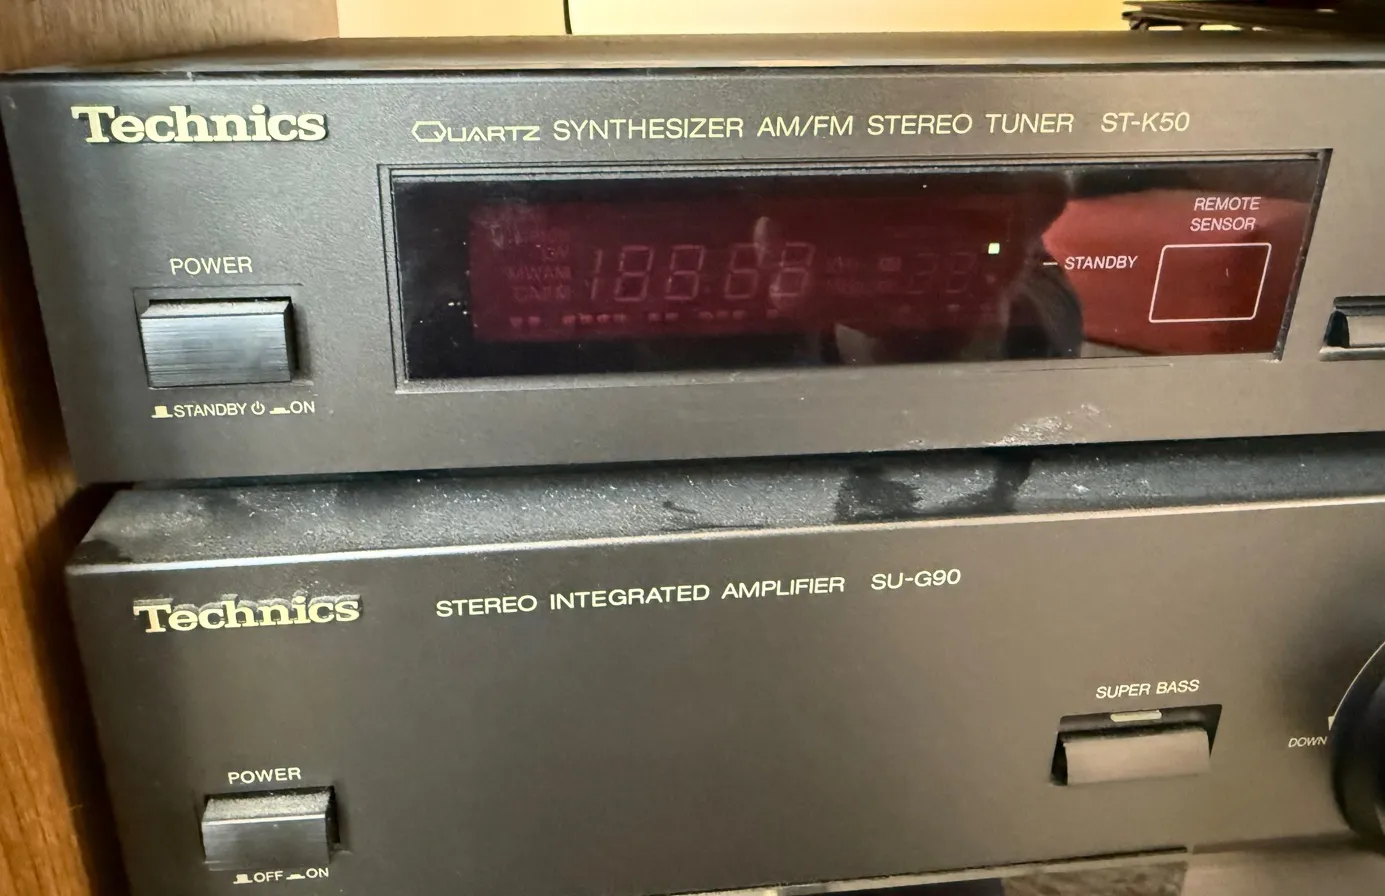 Technics
QUARTZ SYNTHESIZER AM/FM STEREO TUNER ST-K50
REMOTE
SENSOR
STANDBY
POWER
STANDBY ⏻ ON
Technics
STEREO INTEGRATED AMPLIFIER SU-G90
SUPER BASS
DOWN
POWER
OFF ON